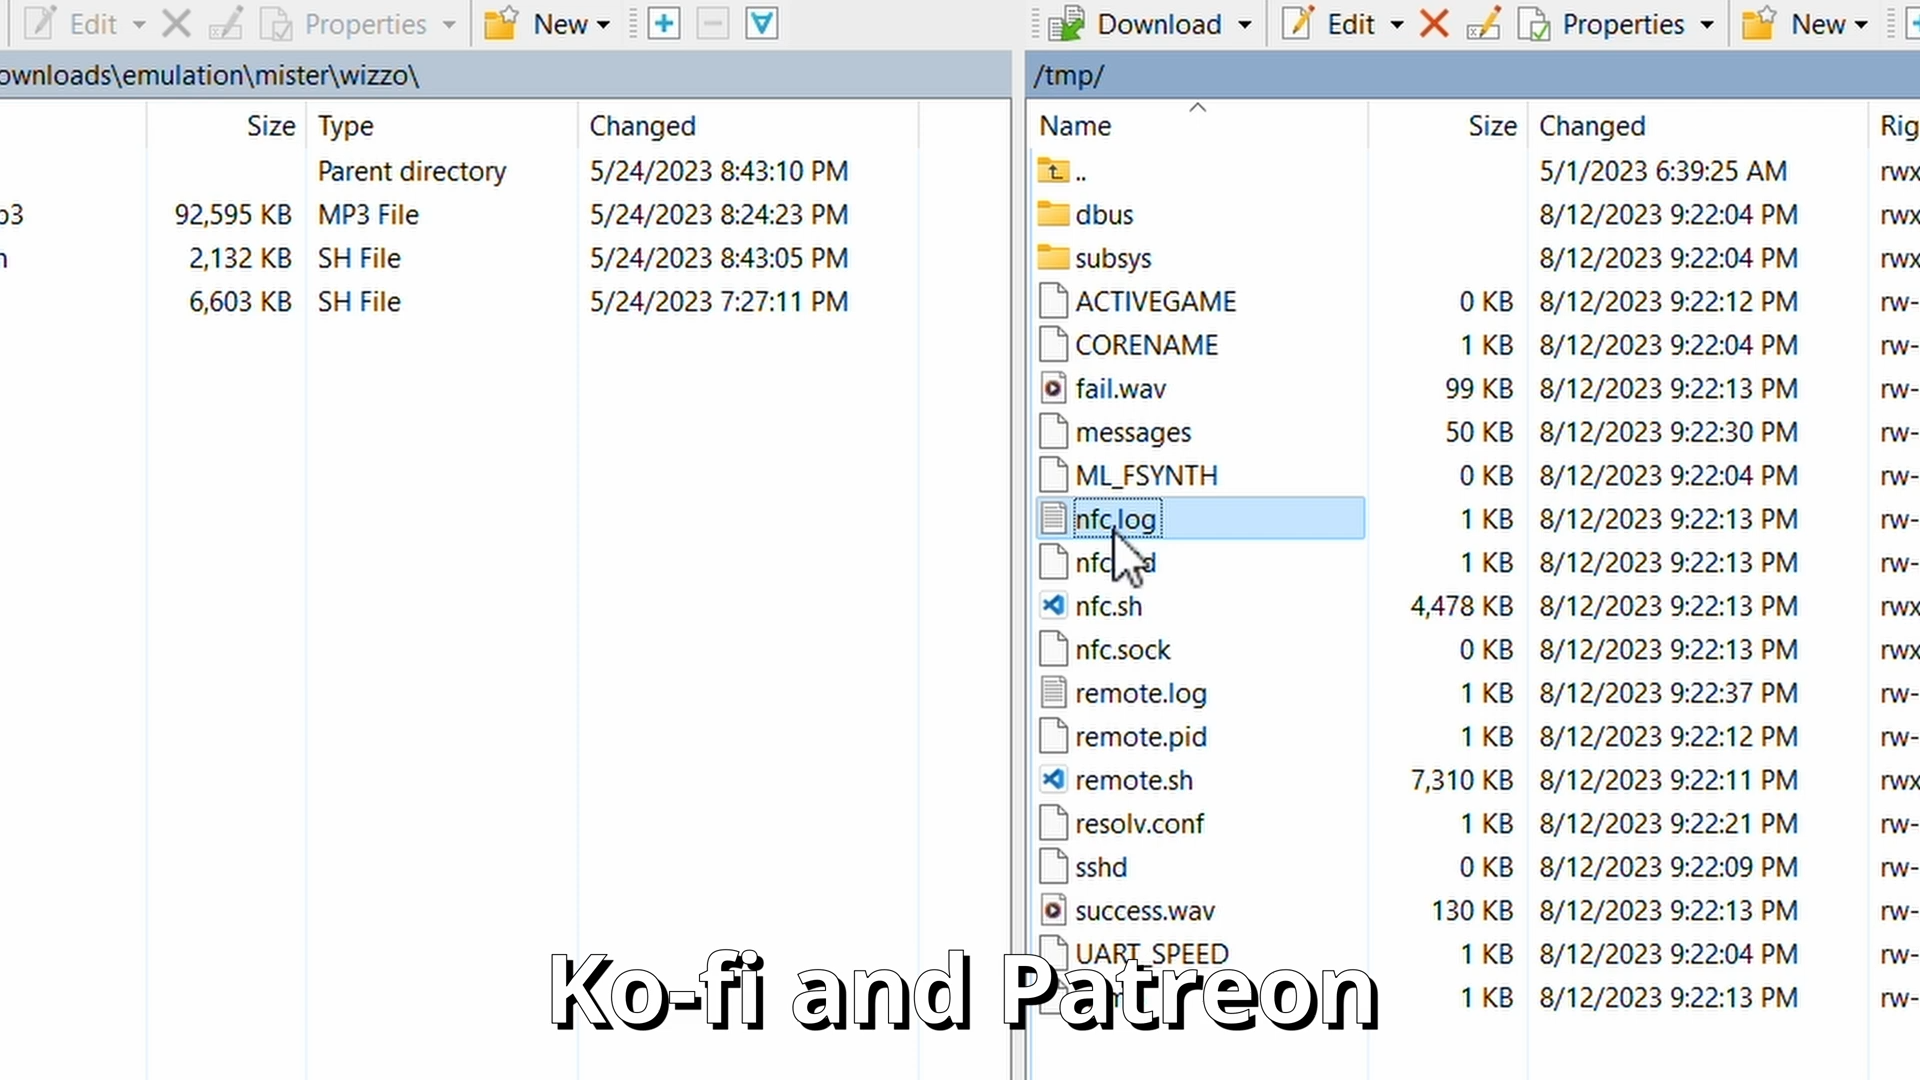 Edit Properties New Download Edit Properties New
ownloads\emulation\mister\wizzo\ /tmp/
Size Type Changed Name Size Changed Rig
Parent directory 5/24/2023 8:43:10 PM .. 5/1/2023 6:39:25 AM rwx
p3 92,595 KB MP3 File 5/24/2023 8:24:23 PM dbus 8/12/2023 9:22:04 PM rwx
2,132 KB SH File 5/24/2023 8:43:05 PM subsys 8/12/2023 9:22:04 PM rwx
6,603 KB SH File 5/24/2023 7:27:11 PM ACTIVEGAME 0 KB 8/12/2023 9:22:12 PM rw-
CORENAME 1 KB 8/12/2023 9:22:04 PM rw-
fail.wav 99 KB 8/12/2023 9:22:13 PM rw-
messages 50 KB 8/12/2023 9:22:30 PM rw-
ML_FSYNTH 0 KB 8/12/2023 9:22:04 PM rw-
nfc.log 1 KB 8/12/2023 9:22:13 PM rw-
1 KB 8/12/2023 9:22:13 PM rw-
nfc.sh 4,478 KB 8/12/2023 9:22:13 PM rwx
nfc.sock 0 KB 8/12/2023 9:22:13 PM rwx
remote.log 1 KB 8/12/2023 9:22:37 PM rw-
remote.pid 1 KB 8/12/2023 9:22:12 PM rw-
remote.sh 7,310 KB 8/12/2023 9:22:11 PM rwx
resolv.conf 1 KB 8/12/2023 9:22:21 PM rw-
sshd 0 KB 8/12/2023 9:22:09 PM rw-
success.wav 130 KB 8/12/2023 9:22:13 PM rw-
UART_SPEED 1 KB 8/12/2023 9:22:04 PM rw-
1 KB 8/12/2023 9:22:13 PM rw-
Ko-fi and Patreon